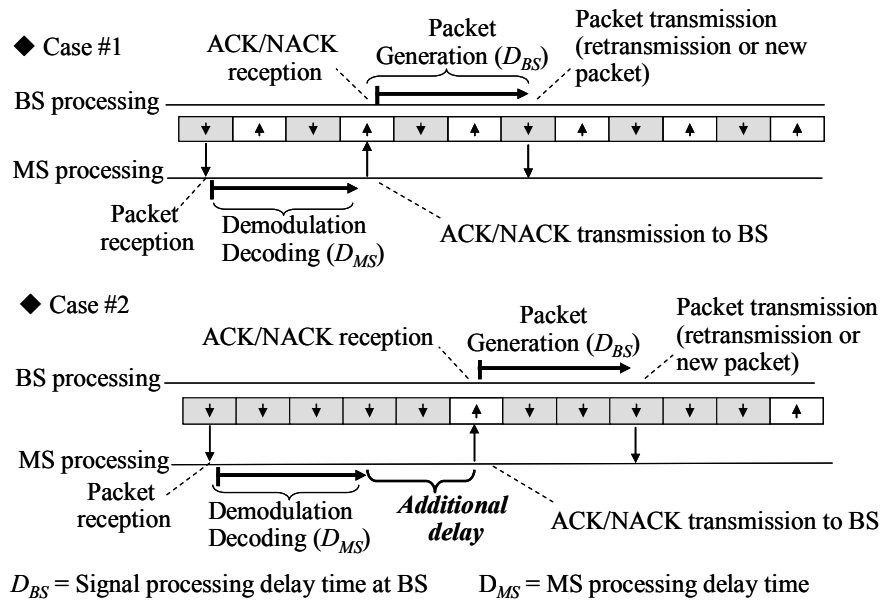 ◆ Case #1
ACK/NACK
reception
Packet
Generation (D_BS)
Packet transmission
(retransmission or new
packet)
BS processing
MS processing
Packet
reception
Demodulation
Decoding (D_MS)
ACK/NACK transmission to BS
◆ Case #2
ACK/NACK reception
Packet
Generation (D_BS)
Packet transmission
(retransmission or
new packet)
BS processing
MS processing
Packet
reception
Demodulation
Decoding (D_MS)
Additional
delay
ACK/NACK transmission to BS
D_BS = Signal processing delay time at BS D_MS = MS processing delay time